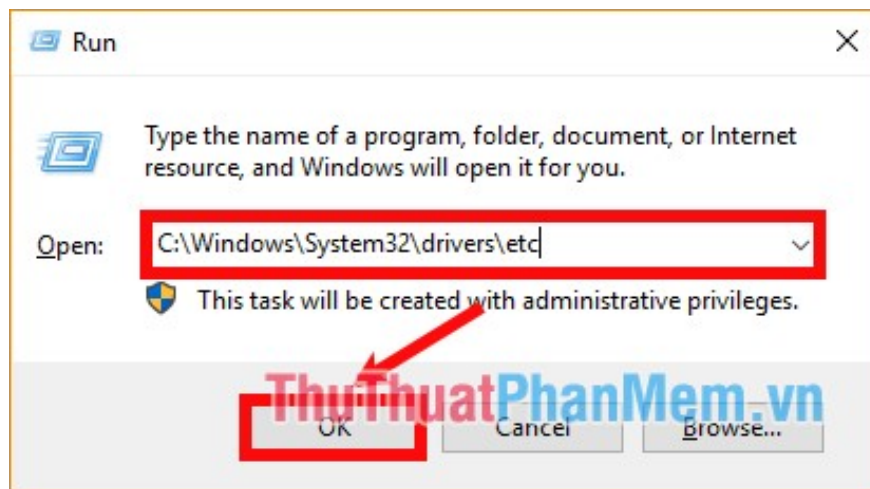 Run
Type the name of a program, folder, document, or Internet
resource, and Windows will open it for you.
Open: C:\Windows\System32\drivers\etc
This task will be created with administrative privileges.
ThuThuatPhanMem.vn
OK Cancel Browse...